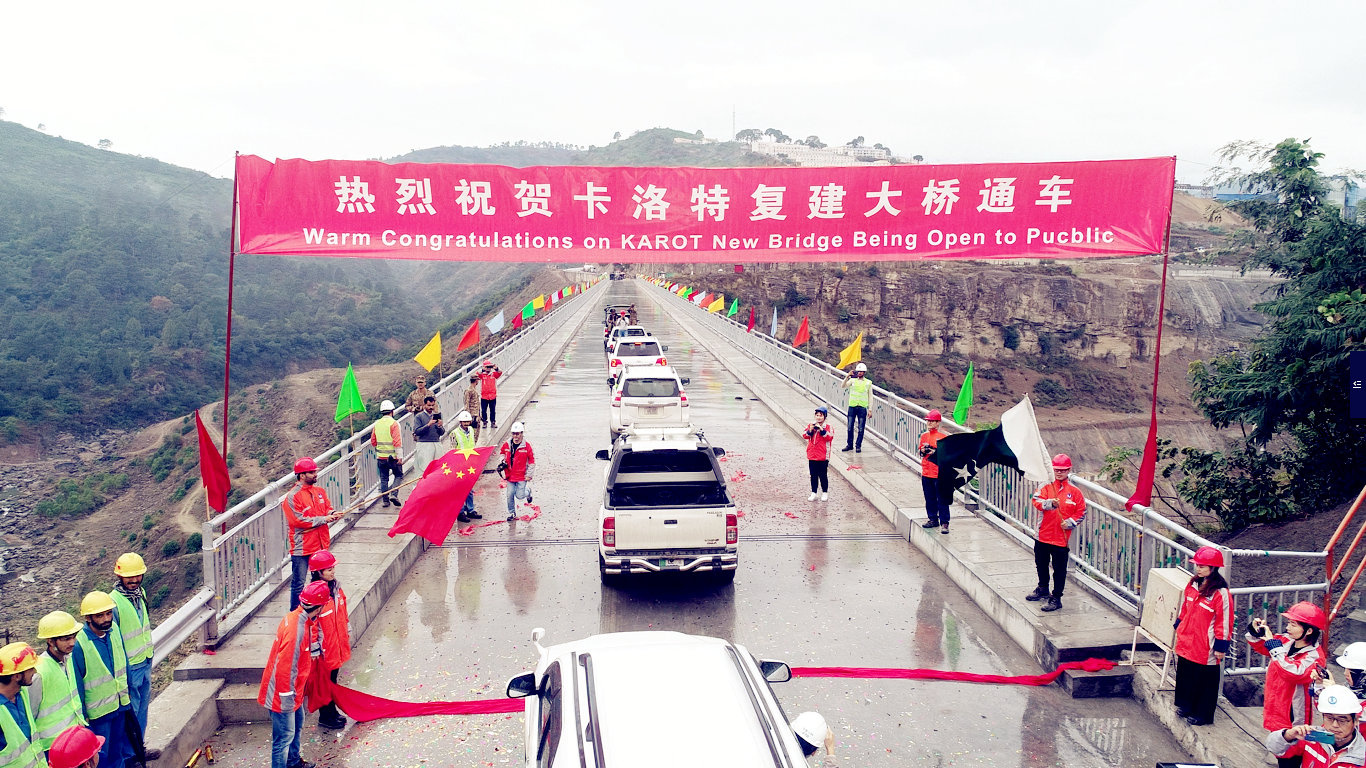 热烈祝贺卡洛特复建大桥通车
Warm Congratulations on KAROT New Bridge Being Open to Pucblic